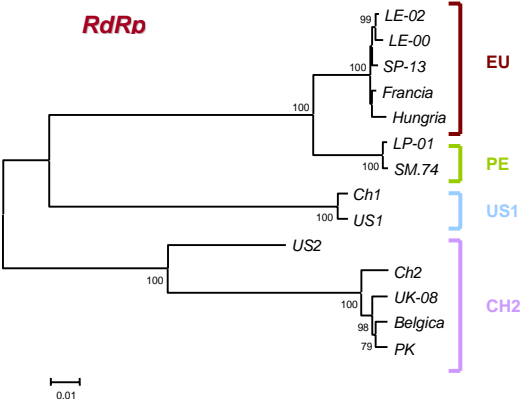 RdRp
99
LE-02
LE-00
100
SP-13
EU
Francia
100
Hungria
LP-01
100
SM.74
PE
Ch1
100
US1
US1
US2
100
Ch2
100
UK-08
CH2
98
Belgica
79
PK
0.01